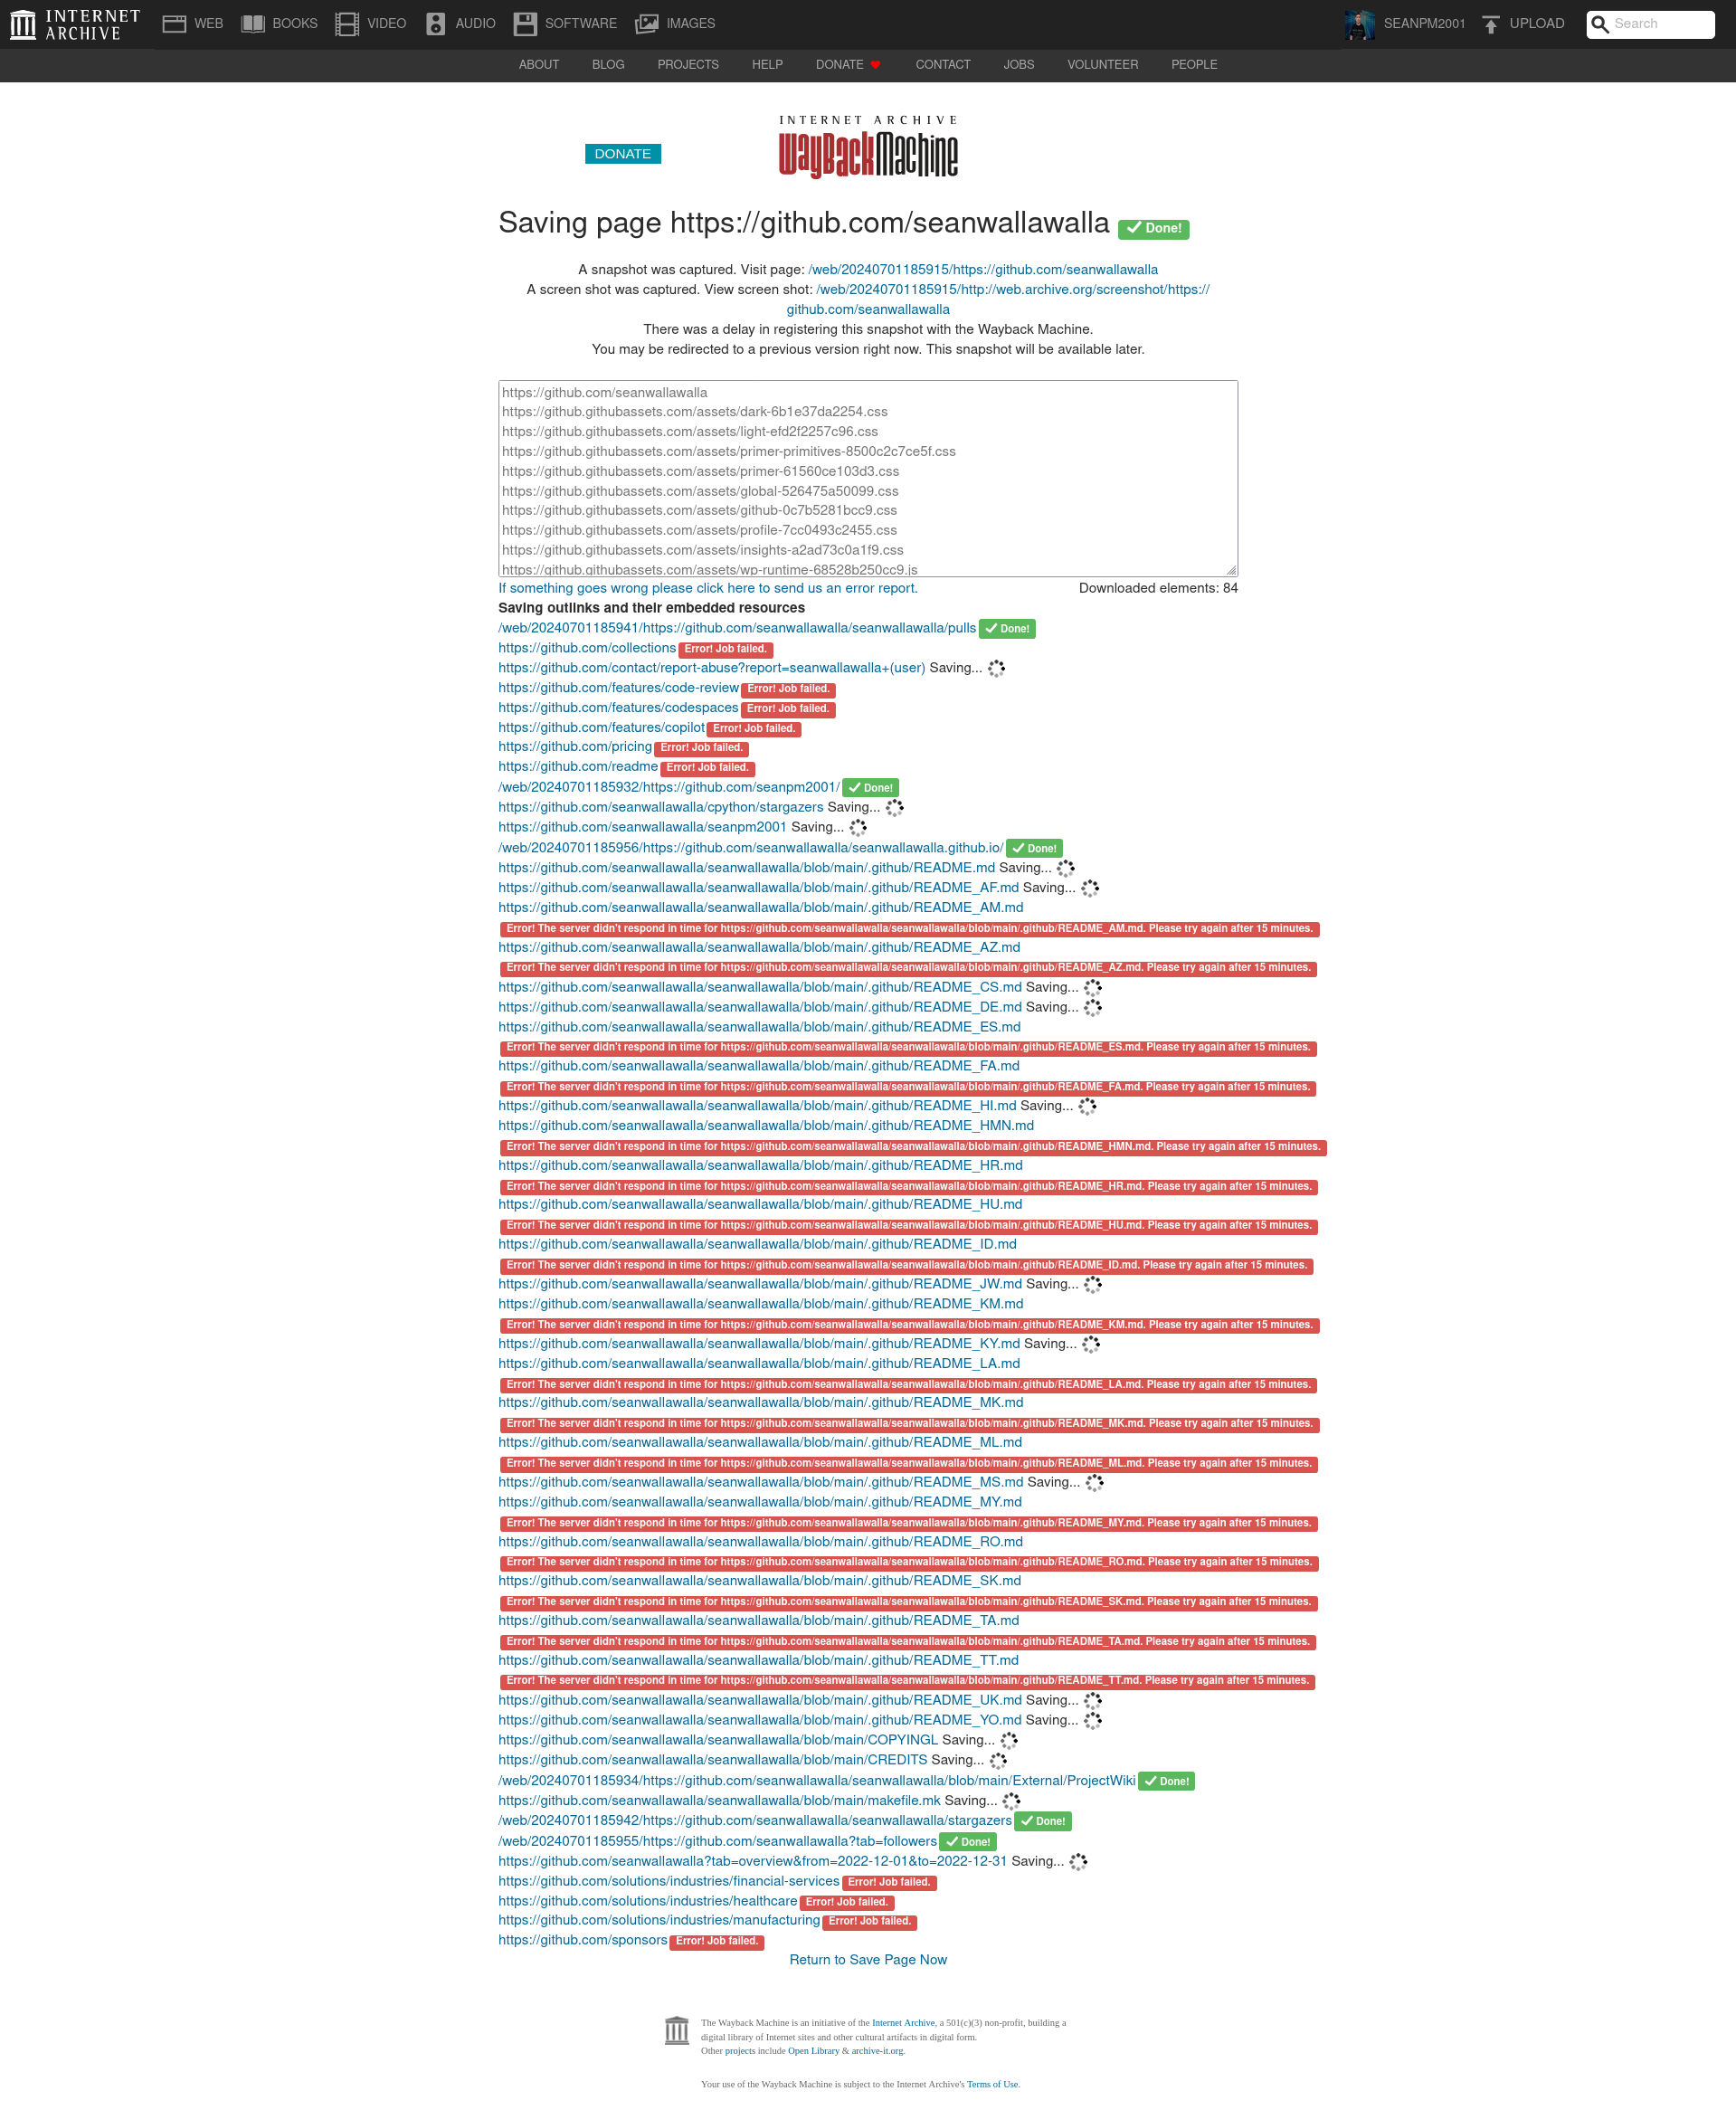 INTERNET ARCHIVE
WEB BOOKS VIDEO AUDIO SOFTWARE IMAGES SEANPM2001 UPLOAD Search
ABOUT BLOG PROJECTS HELP DONATE CONTACT JOBS VOLUNTEER PEOPLE
INTERNET ARCHIVE
DONATE WayBackMachine
Saving page https://github.com/seanwallawalla Done!
A snapshot was captured. Visit page: /web/20240701185915/https://github.com/seanwallawalla
A screen shot was captured. View screen shot: /web/20240701185915/http://web.archive.org/screenshot/https://
github.com/seanwallawalla
There was a delay in registering this snapshot with the Wayback Machine.
You may be redirected to a previous version right now. This snapshot will be available later.
https://github.com/seanwallawalla
https://github.githubassets.com/assets/dark-6b1e37da2254.css
https://github.githubassets.com/assets/light-efd2f2257c96.css
https://github.githubassets.com/assets/primer-primitives-8500c2c7ce5f.css
https://github.githubassets.com/assets/primer-61560ce103d3.css
https://github.githubassets.com/assets/global-526475a50099.css
https://github.githubassets.com/assets/github-0c7b5281bcc9.css
https://github.githubassets.com/assets/profile-7cc0493c2455.css
https://github.githubassets.com/assets/insights-a2ad73c0a1f9.css
https://github.githubassets.com/assets/wp-runtime-68528b250cc9.js
If something goes wrong please click here to send us an error report. Downloaded elements: 84
Saving outlinks and their embedded resources
/web/20240701185941/https://github.com/seanwallawalla/seanwallawalla/pulls Done!
https://github.com/collections Error! Job failed.
https://github.com/contact/report-abuse?report=seanwallawalla+(user) Saving...
https://github.com/features/code-review Error! Job failed.
https://github.com/features/codespaces Error! Job failed.
https://github.com/features/copilot Error! Job failed.
https://github.com/pricing Error! Job failed.
https://github.com/readme Error! Job failed.
/web/20240701185932/https://github.com/seanpm2001/ Done!
https://github.com/seanwallawalla/cpython/stargazers Saving...
https://github.com/seanwallawalla/seanpm2001 Saving...
/web/20240701185956/https://github.com/seanwallawalla/seanwallawalla.github.io/ Done!
https://github.com/seanwallawalla/seanwallawalla/blob/main/.github/README.md Saving...
https://github.com/seanwallawalla/seanwallawalla/blob/main/.github/README_AF.md Saving...
https://github.com/seanwallawalla/seanwallawalla/blob/main/.github/README_AM.md
Error! The server didn't respond in time for https://github.com/seanwallawalla/seanwallawalla/blob/main/.github/README_AM.md. Please try again after 15 minutes.
https://github.com/seanwallawalla/seanwallawalla/blob/main/.github/README_AZ.md
Error! The server didn't respond in time for https://github.com/seanwallawalla/seanwallawalla/blob/main/.github/README_AZ.md. Please try again after 15 minutes.
https://github.com/seanwallawalla/seanwallawalla/blob/main/.github/README_CS.md Saving...
https://github.com/seanwallawalla/seanwallawalla/blob/main/.github/README_DE.md Saving...
https://github.com/seanwallawalla/seanwallawalla/blob/main/.github/README_ES.md
Error! The server didn't respond in time for https://github.com/seanwallawalla/seanwallawalla/blob/main/.github/README_ES.md. Please try again after 15 minutes.
https://github.com/seanwallawalla/seanwallawalla/blob/main/.github/README_FA.md
Error! The server didn't respond in time for https://github.com/seanwallawalla/seanwallawalla/blob/main/.github/README_FA.md. Please try again after 15 minutes.
https://github.com/seanwallawalla/seanwallawalla/blob/main/.github/README_HI.md Saving...
https://github.com/seanwallawalla/seanwallawalla/blob/main/.github/README_HMN.md
Error! The server didn't respond in time for https://github.com/seanwallawalla/seanwallawalla/blob/main/.github/README_HMN.md. Please try again after 15 minutes.
https://github.com/seanwallawalla/seanwallawalla/blob/main/.github/README_HR.md
Error! The server didn't respond in time for https://github.com/seanwallawalla/seanwallawalla/blob/main/.github/README_HR.md. Please try again after 15 minutes.
https://github.com/seanwallawalla/seanwallawalla/blob/main/.github/README_HU.md
Error! The server didn't respond in time for https://github.com/seanwallawalla/seanwallawalla/blob/main/.github/README_HU.md. Please try again after 15 minutes.
https://github.com/seanwallawalla/seanwallawalla/blob/main/.github/README_ID.md
Error! The server didn't respond in time for https://github.com/seanwallawalla/seanwallawalla/blob/main/.github/README_ID.md. Please try again after 15 minutes.
https://github.com/seanwallawalla/seanwallawalla/blob/main/.github/README_JW.md Saving...
https://github.com/seanwallawalla/seanwallawalla/blob/main/.github/README_KM.md
Error! The server didn't respond in time for https://github.com/seanwallawalla/seanwallawalla/blob/main/.github/README_KM.md. Please try again after 15 minutes.
https://github.com/seanwallawalla/seanwallawalla/blob/main/.github/README_KY.md Saving...
https://github.com/seanwallawalla/seanwallawalla/blob/main/.github/README_LA.md
Error! The server didn't respond in time for https://github.com/seanwallawalla/seanwallawalla/blob/main/.github/README_LA.md. Please try again after 15 minutes.
https://github.com/seanwallawalla/seanwallawalla/blob/main/.github/README_MK.md
Error! The server didn't respond in time for https://github.com/seanwallawalla/seanwallawalla/blob/main/.github/README_MK.md. Please try again after 15 minutes.
https://github.com/seanwallawalla/seanwallawalla/blob/main/.github/README_ML.md
Error! The server didn't respond in time for https://github.com/seanwallawalla/seanwallawalla/blob/main/.github/README_ML.md. Please try again after 15 minutes.
https://github.com/seanwallawalla/seanwallawalla/blob/main/.github/README_MS.md Saving...
https://github.com/seanwallawalla/seanwallawalla/blob/main/.github/README_MY.md
Error! The server didn't respond in time for https://github.com/seanwallawalla/seanwallawalla/blob/main/.github/README_MY.md. Please try again after 15 minutes.
https://github.com/seanwallawalla/seanwallawalla/blob/main/.github/README_RO.md
Error! The server didn't respond in time for https://github.com/seanwallawalla/seanwallawalla/blob/main/.github/README_RO.md. Please try again after 15 minutes.
https://github.com/seanwallawalla/seanwallawalla/blob/main/.github/README_SK.md
Error! The server didn't respond in time for https://github.com/seanwallawalla/seanwallawalla/blob/main/.github/README_SK.md. Please try again after 15 minutes.
https://github.com/seanwallawalla/seanwallawalla/blob/main/.github/README_TA.md
Error! The server didn't respond in time for https://github.com/seanwallawalla/seanwallawalla/blob/main/.github/README_TA.md. Please try again after 15 minutes.
https://github.com/seanwallawalla/seanwallawalla/blob/main/.github/README_TT.md
Error! The server didn't respond in time for https://github.com/seanwallawalla/seanwallawalla/blob/main/.github/README_TT.md. Please try again after 15 minutes.
https://github.com/seanwallawalla/seanwallawalla/blob/main/.github/README_UK.md Saving...
https://github.com/seanwallawalla/seanwallawalla/blob/main/.github/README_YO.md Saving...
https://github.com/seanwallawalla/seanwallawalla/blob/main/COPYINGL Saving...
https://github.com/seanwallawalla/seanwallawalla/blob/main/CREDITS Saving...
/web/20240701185934/https://github.com/seanwallawalla/seanwallawalla/blob/main/External/ProjectWiki Done!
https://github.com/seanwallawalla/seanwallawalla/blob/main/makefile.mk Saving...
/web/20240701185942/https://github.com/seanwallawalla/seanwallawalla/stargazers Done!
/web/20240701185955/https://github.com/seanwallawalla?tab=followers Done!
https://github.com/seanwallawalla?tab=overview&from=2022-12-01&to=2022-12-31 Saving...
https://github.com/solutions/industries/financial-services Error! Job failed.
https://github.com/solutions/industries/healthcare Error! Job failed.
https://github.com/solutions/industries/manufacturing Error! Job failed.
https://github.com/sponsors Error! Job failed.
Return to Save Page Now
The Wayback Machine is an initiative of the Internet Archive, a 501(c)(3) non-profit, building a
digital library of Internet sites and other cultural artifacts in digital form.
Other projects include Open Library & archive-it.org.
Your use of the Wayback Machine is subject to the Internet Archive's Terms of Use.